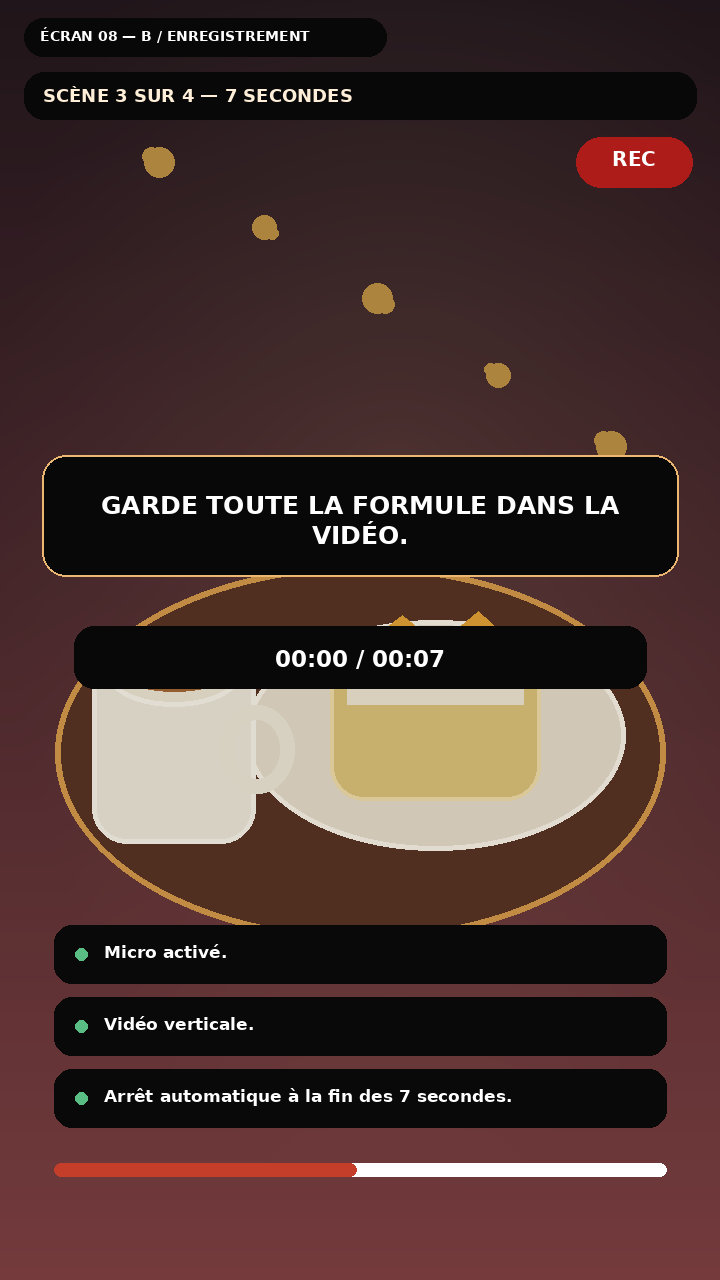 ÉCRAN 08 — B / ENREGISTREMENT
SCÈNE 3 SUR 4 — 7 SECONDES
REC
GARDE TOUTE LA FORMULE DANS LA
VIDÉO.
00:00 / 00:07
Micro activé.
Vidéo verticale.
Arrêt automatique à la fin des 7 secondes.